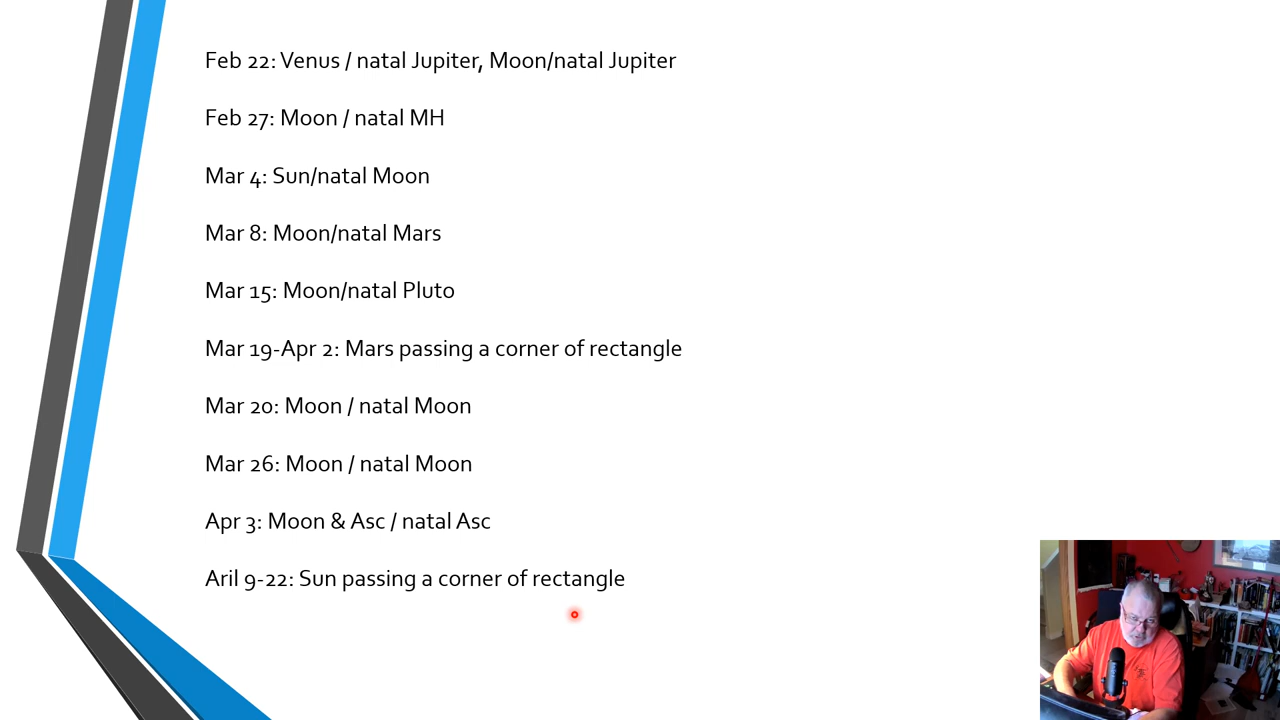 Feb 22: Venus / natal Jupiter, Moon/natal Jupiter
Feb 27: Moon / natal MH
Mar 4: Sun/natal Moon
Mar 8: Moon/natal Mars
Mar 15: Moon/natal Pluto
Mar 19-Apr 2: Mars passing a corner of rectangle
Mar 20: Moon / natal Moon
Mar 26: Moon / natal Moon
Apr 3: Moon & Asc / natal Asc
Aril 9-22: Sun passing a corner of rectangle